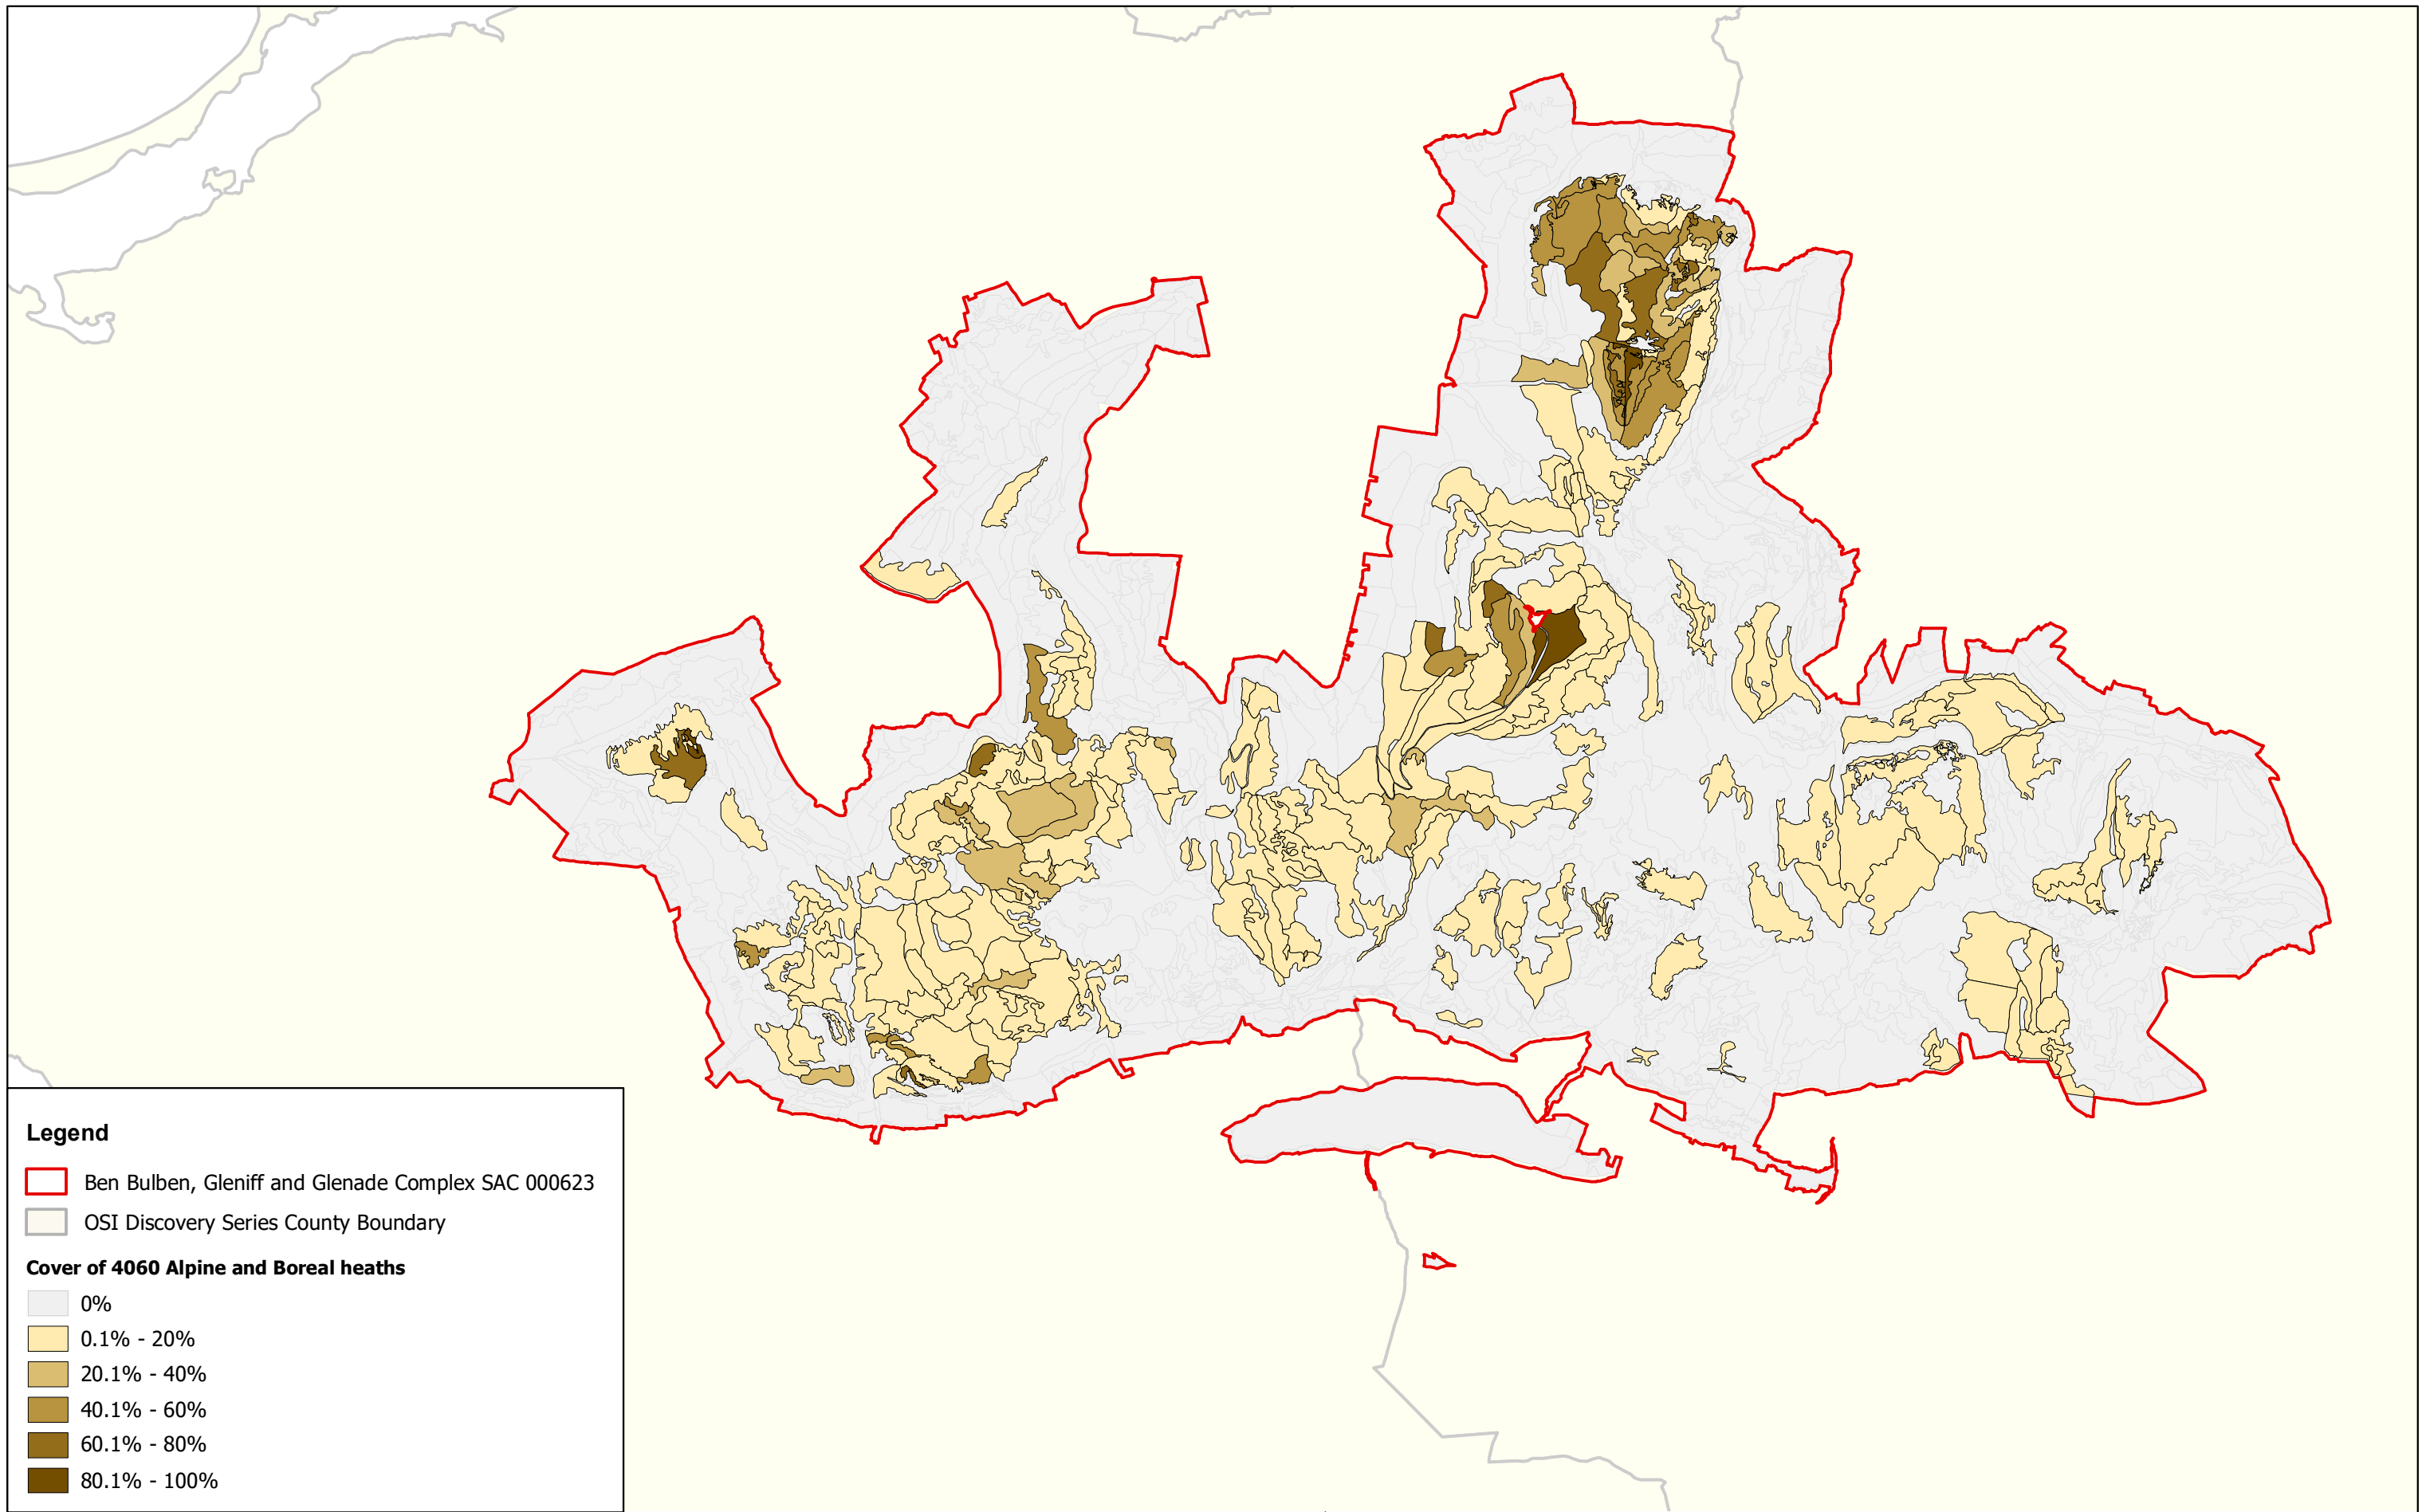 Legend
Ben Bulben, Gleniff and Glenade Complex SAC 000623
OSI Discovery Series County Boundary
Cover of 4060 Alpine and Boreal heaths
0%
0.1% - 20%
20.1% - 40%
40.1% - 60%
60.1% - 80%
80.1% - 100%